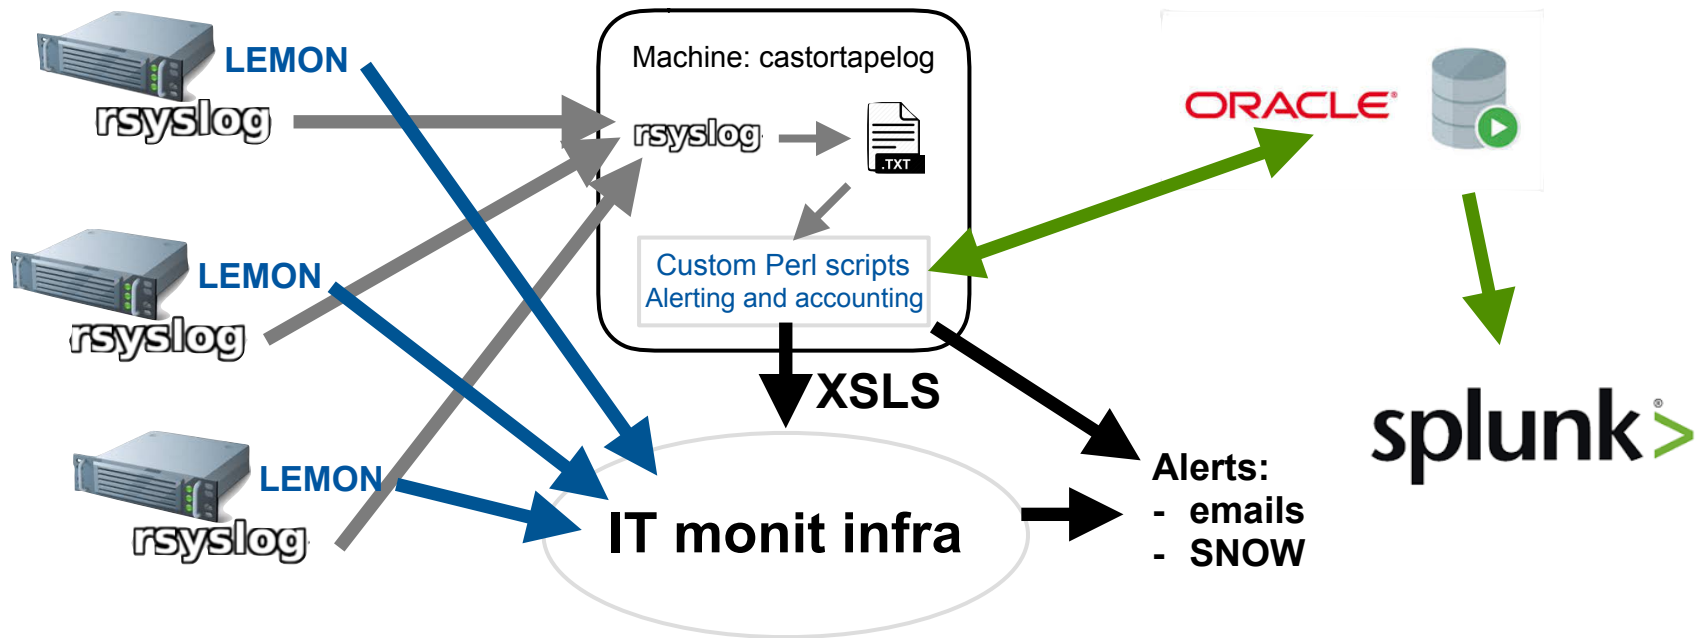 LEMON
rsyslog
LEMON
rsyslog
LEMON
rsyslog
Machine: castortapelog
rsyslog
.TXT
Custom Perl scripts
Alerting and accounting
XSLS
IT monit infra
ORACLE®
splunk>®
Alerts:
- emails
- SNOW